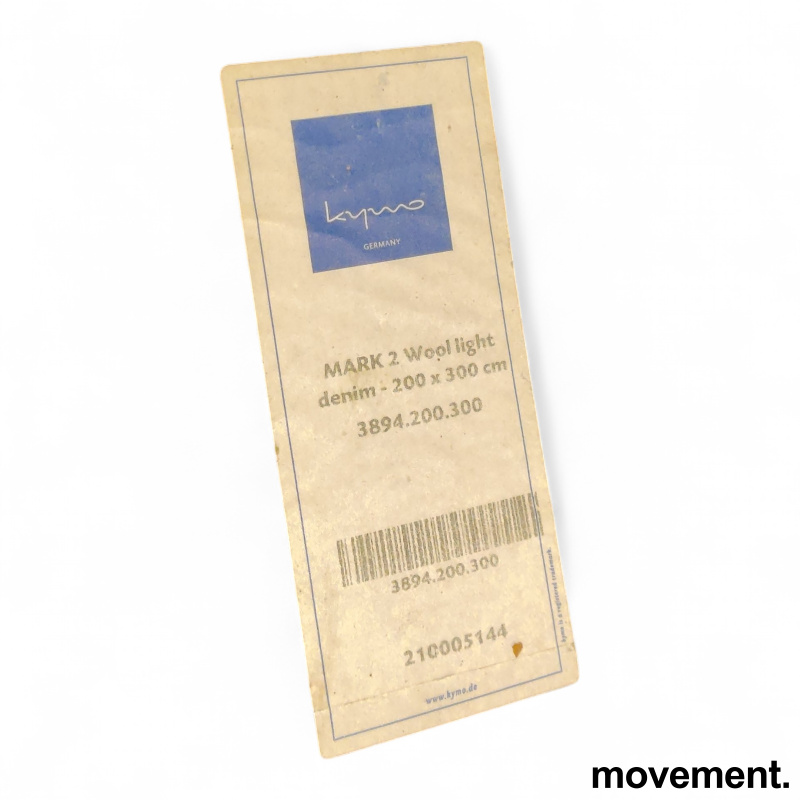 kymo
GERMANY
MARK 2 Wool light
denim - 200 x 300 cm
3894.200.300
3894.200.300
210005144
www.kymo.de
kymo is a registered trademark
movement.